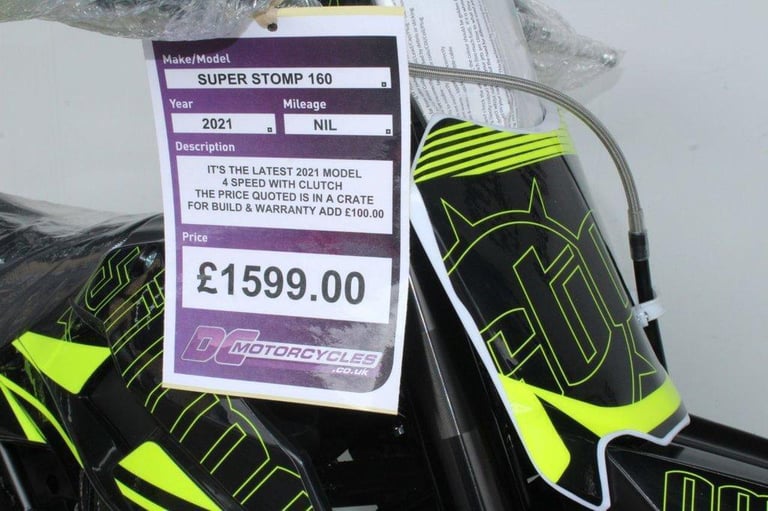 Make/Model
SUPER STOMP 160
Year
Mileage
2021
NIL
Description
IT'S THE LATEST 2021 MODEL
4 SPEED WITH CLUTCH
THE PRICE QUOTED IS IN A CRATE
FOR BUILD & WARRANTY ADD £100.00
Price
£1599.00
DC MOTORCYCLES
.co.uk